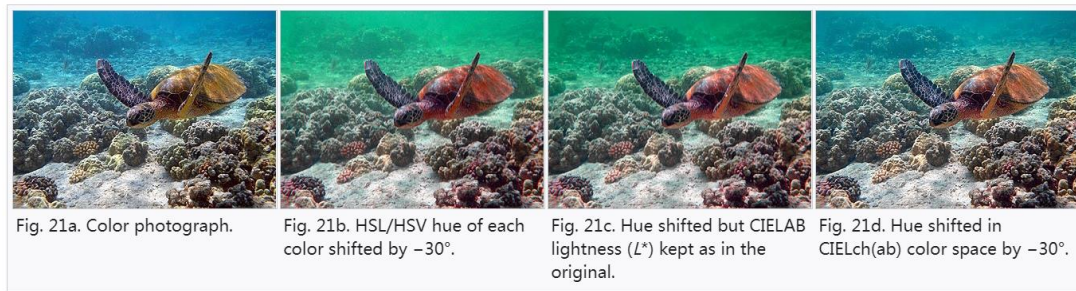 Fig. 21a. Color photograph.
Fig. 21b. HSL/HSV hue of each
color shifted by −30°.
Fig. 21c. Hue shifted but CIELAB
lightness (L*) kept as in the
original.
Fig. 21d. Hue shifted in
CIELch(ab) color space by −30°.